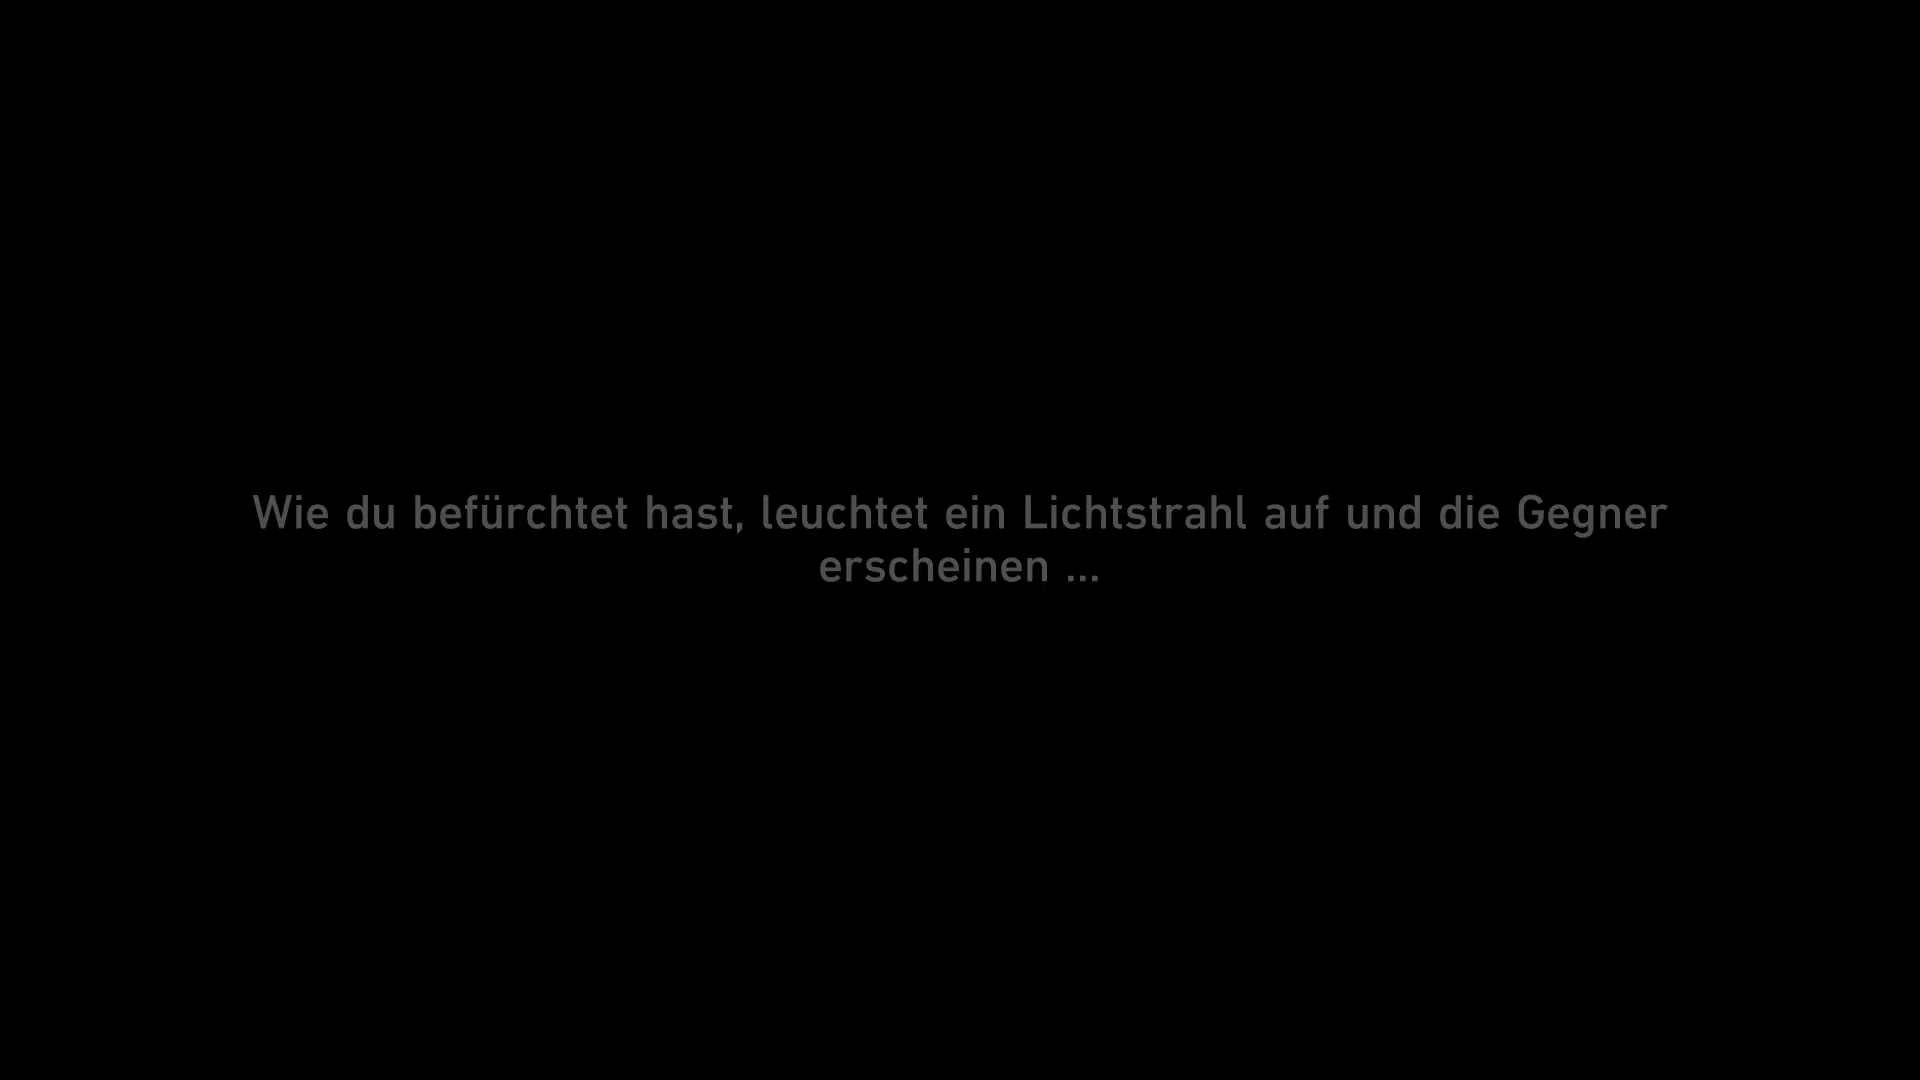 Wie du befürchtet hast, leuchtet ein Lichtstrahl auf und die Gegner
erscheinen ...